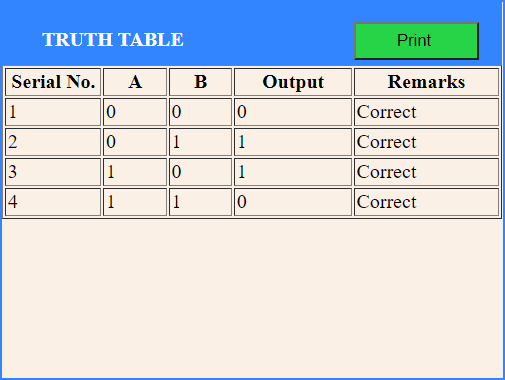 TRUTH TABLE Print
Serial No. A B Output Remarks
1 0 0 0 Correct
2 0 1 1 Correct
3 1 0 1 Correct
4 1 1 0 Correct